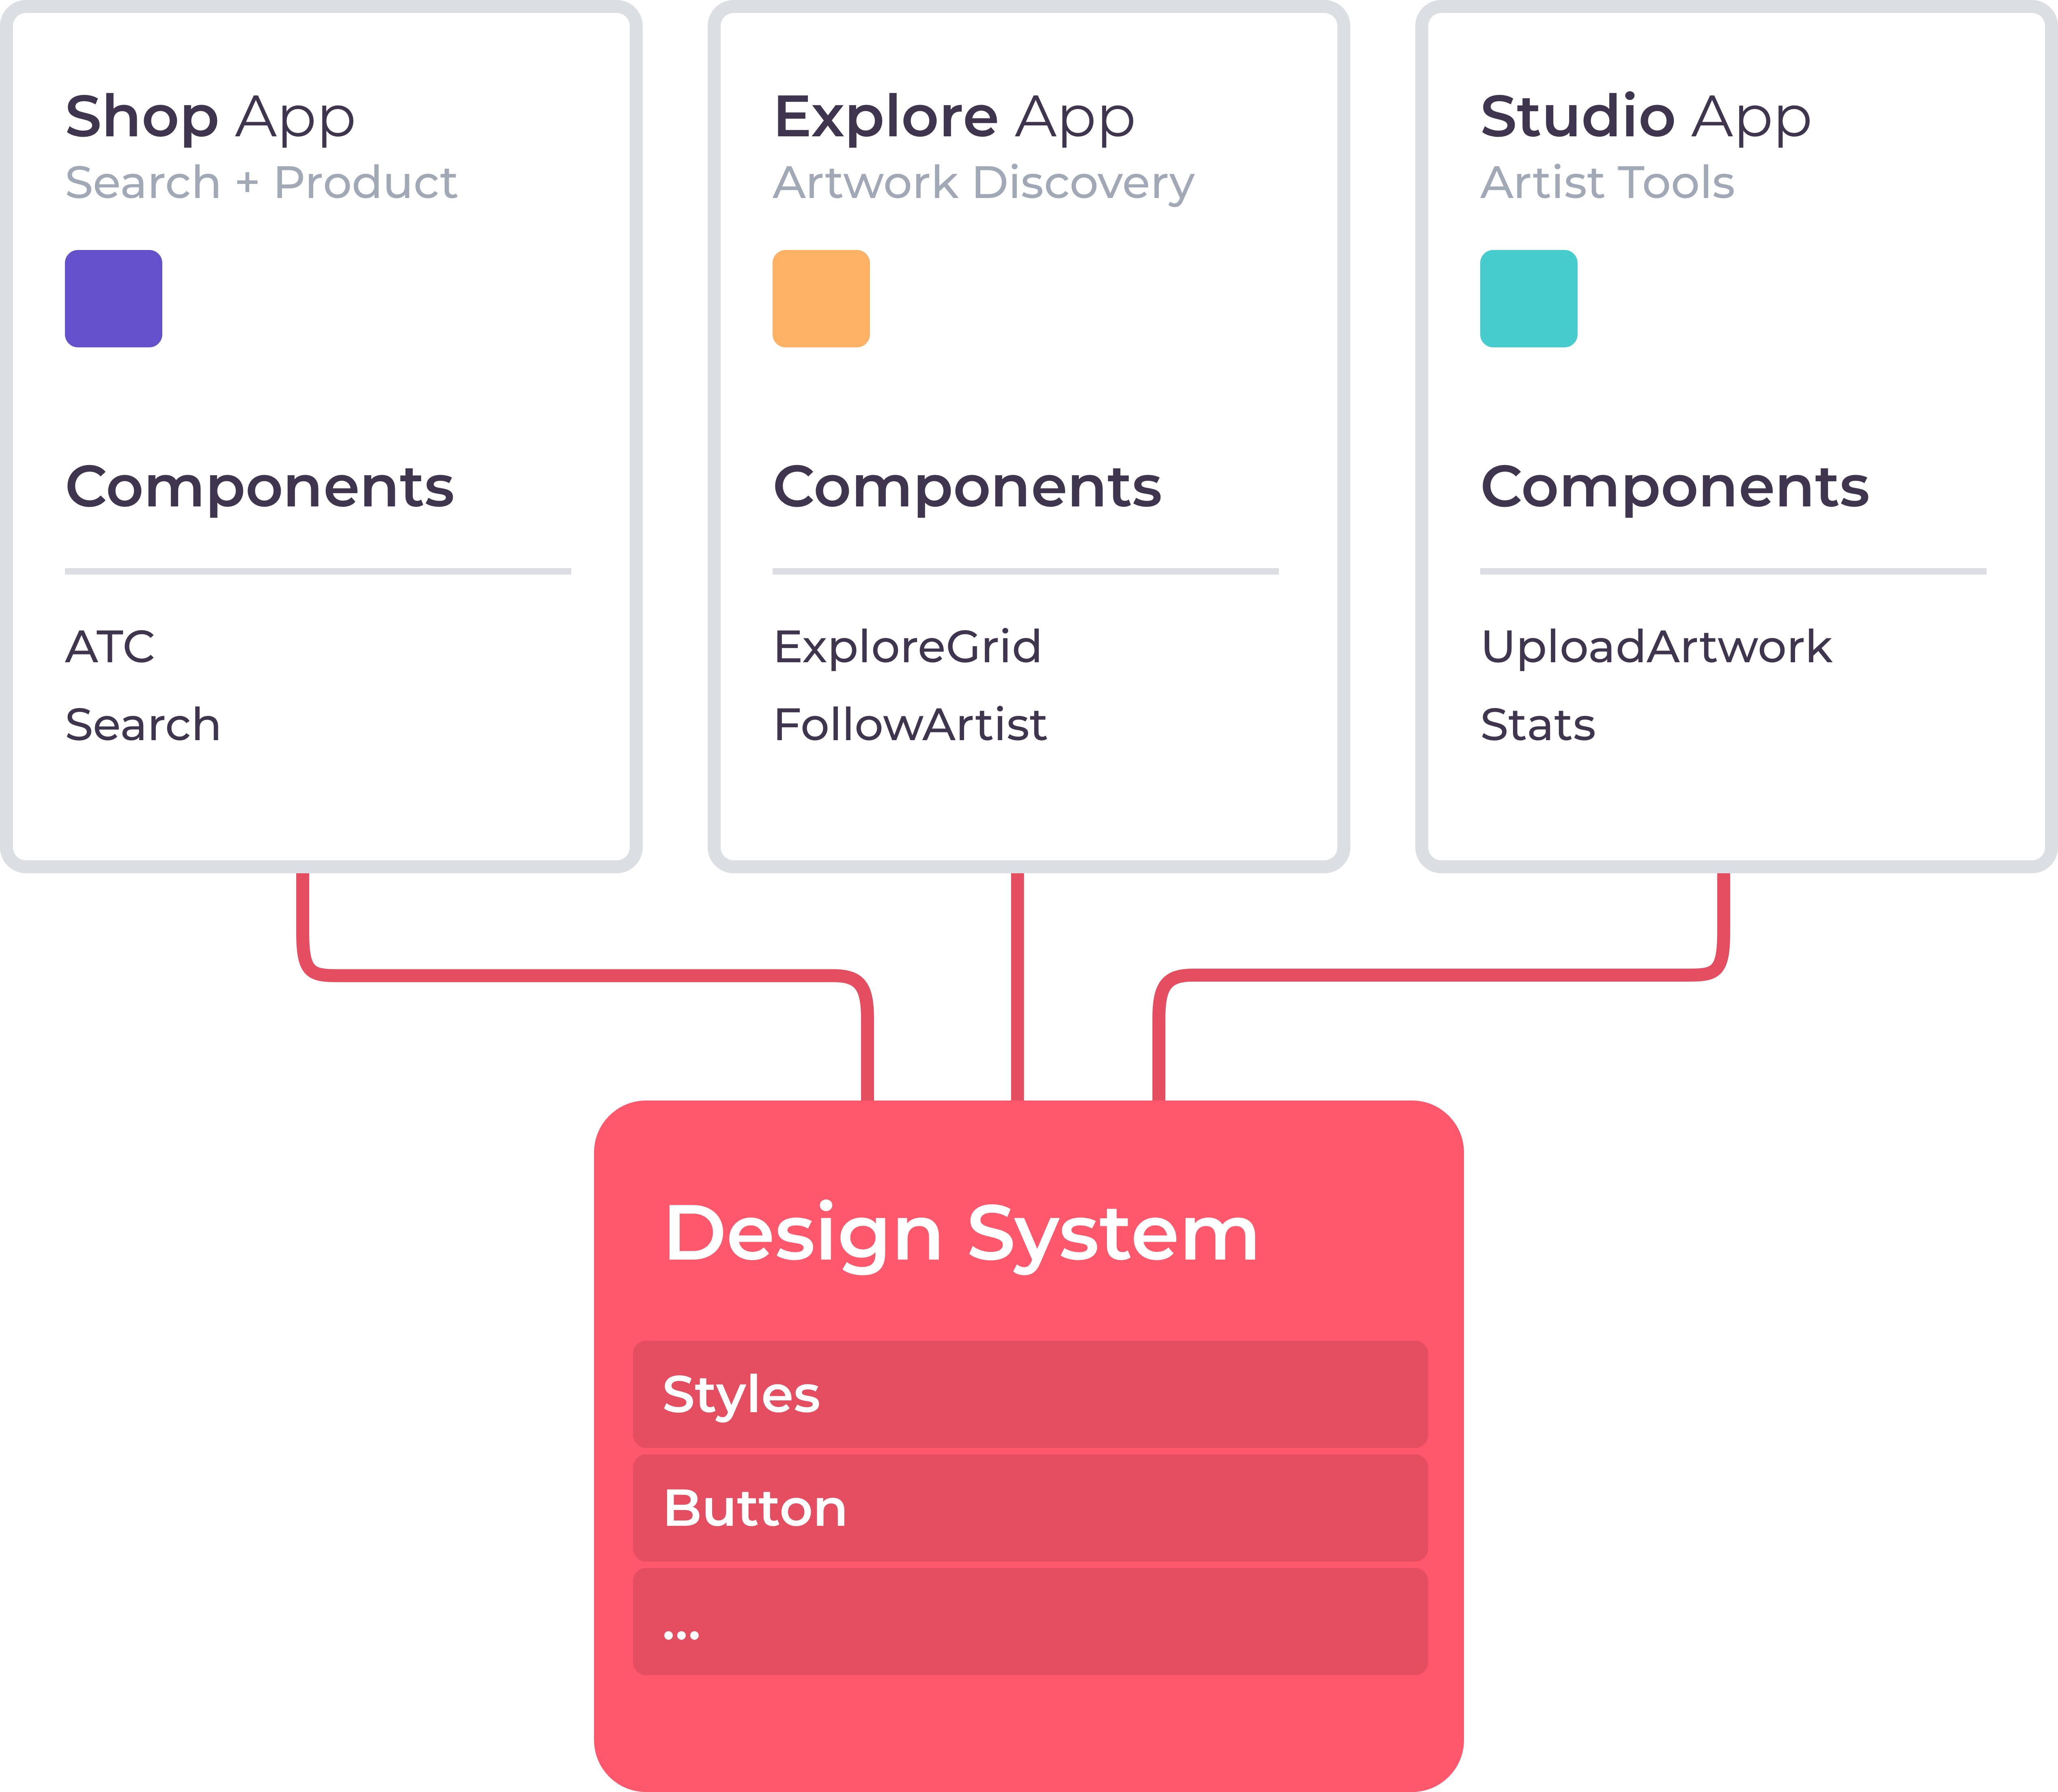 Shop App
Search + Product
Components
ATC
Search
Explore App
Artwork Discovery
Components
ExploreGrid
FollowArtist
Studio App
Artist Tools
Components
UploadArtwork
Stats
Design System
Styles
Button
...